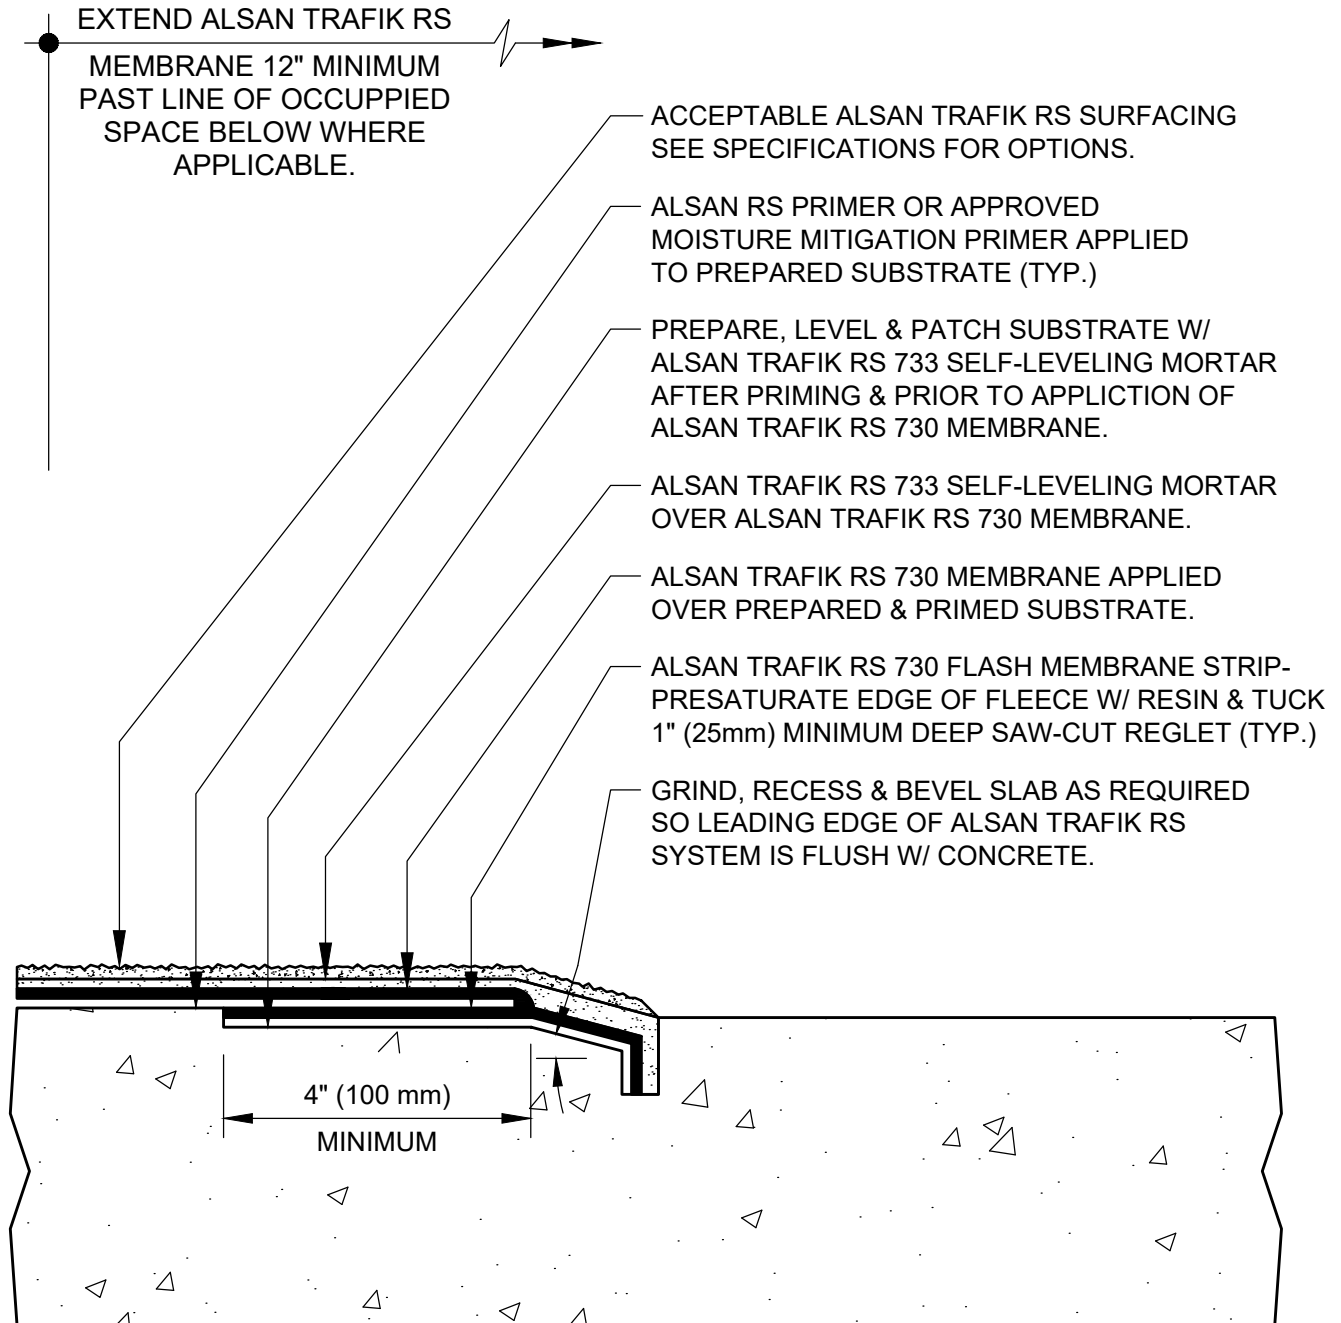 EXTEND ALSAN TRAFIK RS
MEMBRANE 12" MINIMUM
PAST LINE OF OCCUPPIED
SPACE BELOW WHERE
APPLICABLE.
ACCEPTABLE ALSAN TRAFIK RS SURFACING
SEE SPECIFICATIONS FOR OPTIONS.
ALSAN RS PRIMER OR APPROVED
MOISTURE MITIGATION PRIMER APPLIED
TO PREPARED SUBSTRATE (TYP.)
PREPARE, LEVEL & PATCH SUBSTRATE W/
ALSAN TRAFIK RS 733 SELF-LEVELING MORTAR
AFTER PRIMING & PRIOR TO APPLICTION OF
ALSAN TRAFIK RS 730 MEMBRANE.
ALSAN TRAFIK RS 733 SELF-LEVELING MORTAR
OVER ALSAN TRAFIK RS 730 MEMBRANE.
ALSAN TRAFIK RS 730 MEMBRANE APPLIED
OVER PREPARED & PRIMED SUBSTRATE.
ALSAN TRAFIK RS 730 FLASH MEMBRANE STRIP-
PRESATURATE EDGE OF FLEECE W/ RESIN & TUCK
1" (25mm) MINIMUM DEEP SAW-CUT REGLET (TYP.)
GRIND, RECESS & BEVEL SLAB AS REQUIRED
SO LEADING EDGE OF ALSAN TRAFIK RS
SYSTEM IS FLUSH W/ CONCRETE.
4" (100 mm)
MINIMUM